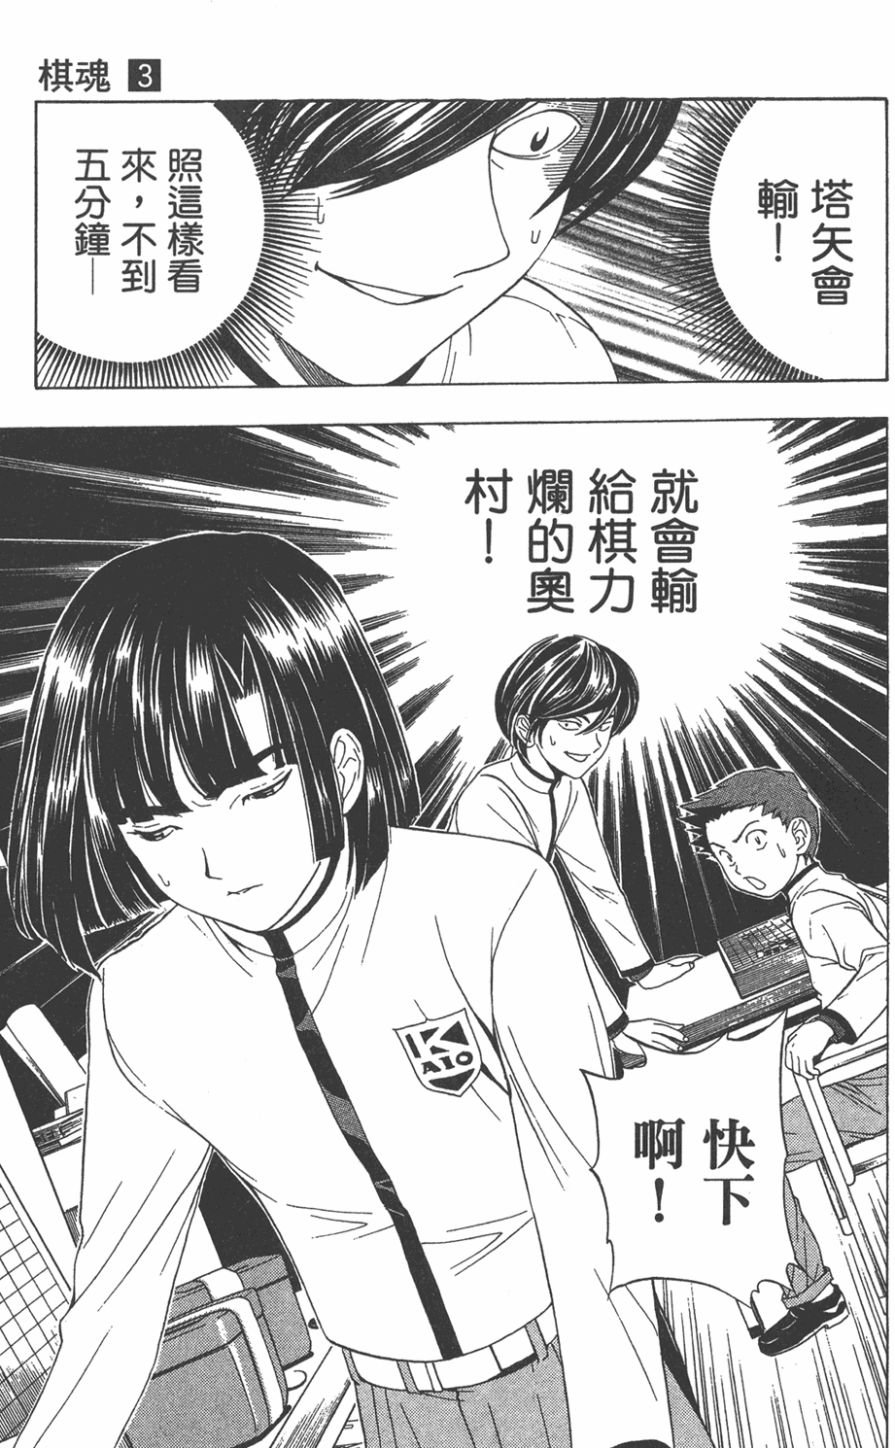 棋魂 3
塔矢會
輸！
照這樣看
來，不到
五分鐘—
就會輸
給棋力
爛的奧
村！
K
AIO
快下
啊！